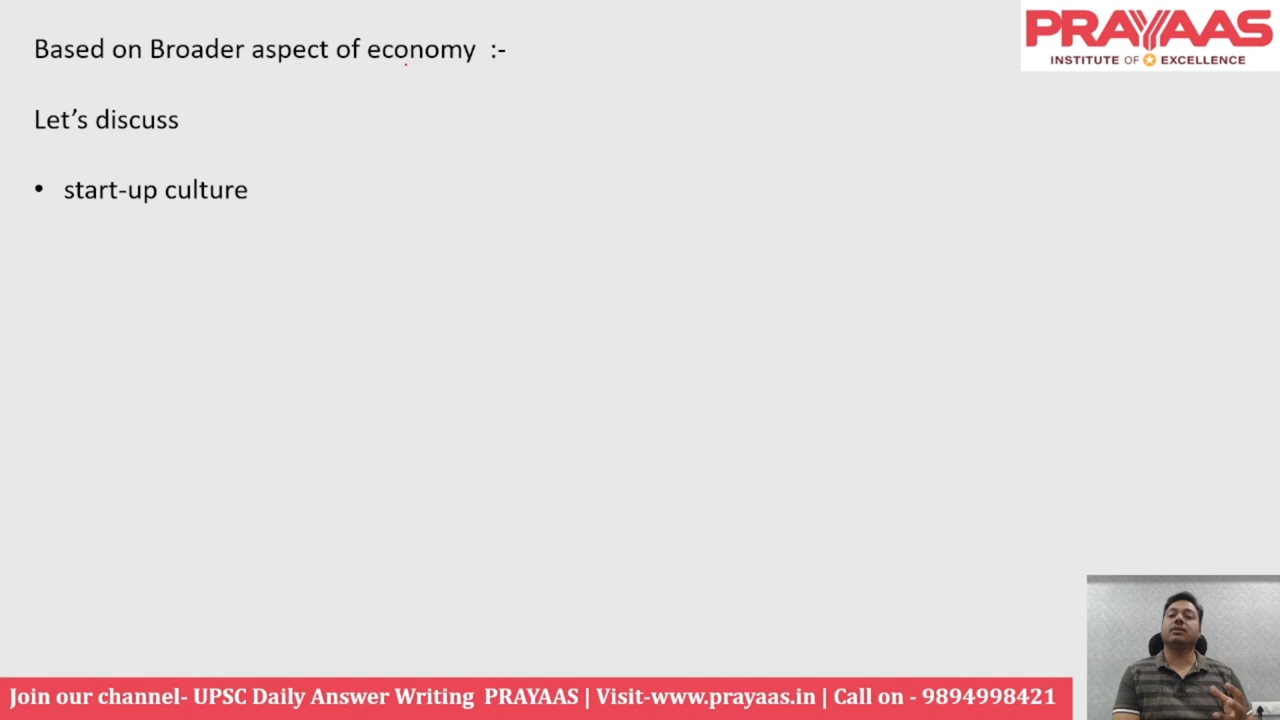 Based on Broader aspect of economy :-
PRAYAAS
INSTITUTE OF EXCELLENCE
Let’s discuss
• start-up culture
Join our channel- UPSC Daily Answer Writing PRAYAAS | Visit-www.prayaas.in | Call on - 9894998421